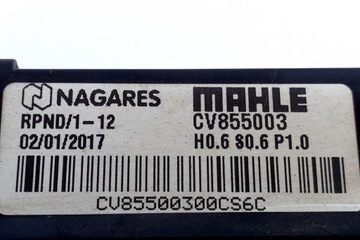 NAGARES MAHLE
RPND/1-12 CV855003
02/01/2017 H0.6 S0.6 P1.0
CV85500300CS6C